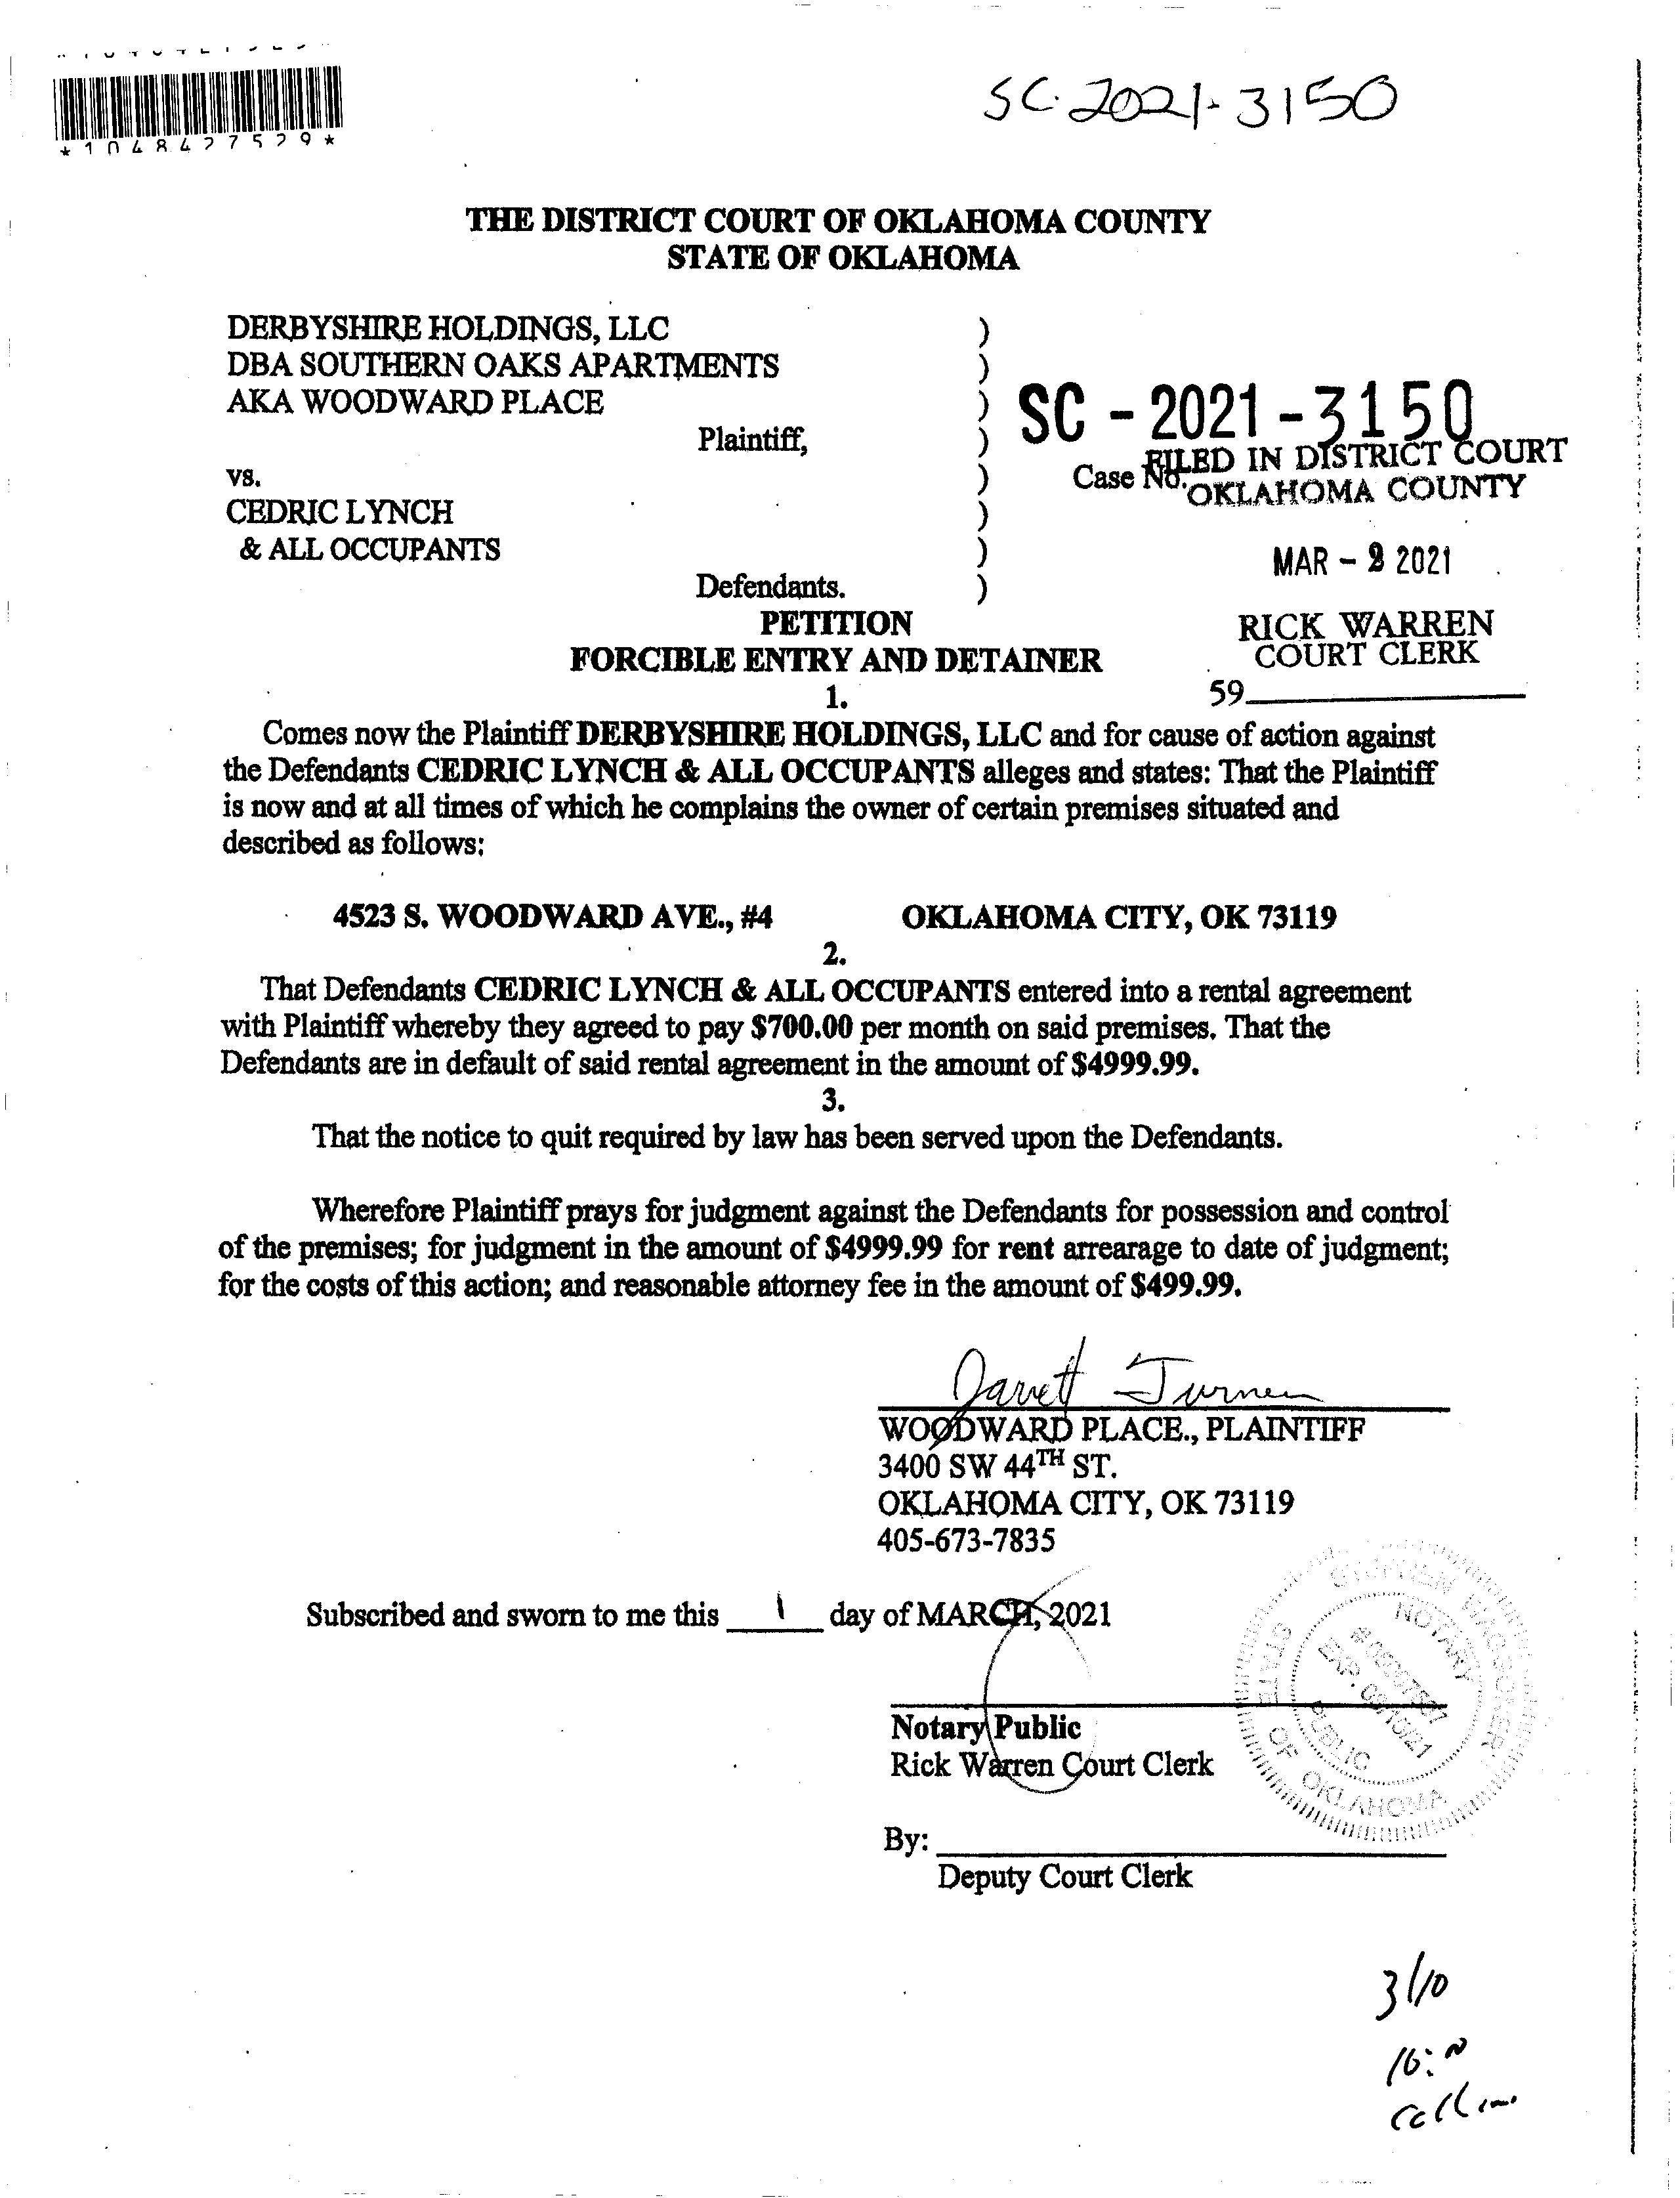 *1048427529*
SC-2021-3150
THE DISTRICT COURT OF OKLAHOMA COUNTY
STATE OF OKLAHOMA
DERBYSHIRE HOLDINGS, LLC )
DBA SOUTHERN OAKS APARTMENTS )
AKA WOODWARD PLACE )
SC - 2021 - 3150
Plaintiff, )
FILED IN DISTRICT COURT
vs. ) Case No.
OKLAHOMA COUNTY
CEDRIC LYNCH )
& ALL OCCUPANTS )
MAR - 2 2021
Defendants. )
PETITION
RICK WARREN
COURT CLERK
FORCIBLE ENTRY AND DETAINER
1.
59
Comes now the Plaintiff DERBYSHIRE HOLDINGS, LLC and for cause of action against
the Defendants CEDRIC LYNCH & ALL OCCUPANTS alleges and states: That the Plaintiff
is now and at all times of which he complains the owner of certain premises situated and
described as follows:
4523 S. WOODWARD AVE., #4 OKLAHOMA CITY, OK 73119
2.
That Defendants CEDRIC LYNCH & ALL OCCUPANTS entered into a rental agreement
with Plaintiff whereby they agreed to pay $700.00 per month on said premises. That the
Defendants are in default of said rental agreement in the amount of $4999.99.
3.
That the notice to quit required by law has been served upon the Defendants.
Wherefore Plaintiff prays for judgment against the Defendants for possession and control
of the premises; for judgment in the amount of $4999.99 for rent arrearage to date of judgment;
for the costs of this action; and reasonable attorney fee in the amount of $499.99.
Jarrett Turner
WOODWARD PLACE., PLAINTIFF
3400 SW 44TH ST.
OKLAHOMA CITY, OK 73119
405-673-7835
Subscribed and sworn to me this 1 day of MARCH, 2021
STATE OF OKLAHOMA
NOTARY PUBLIC
Notary Public
Rick Warren Court Clerk
By:
Deputy Court Clerk
3/10